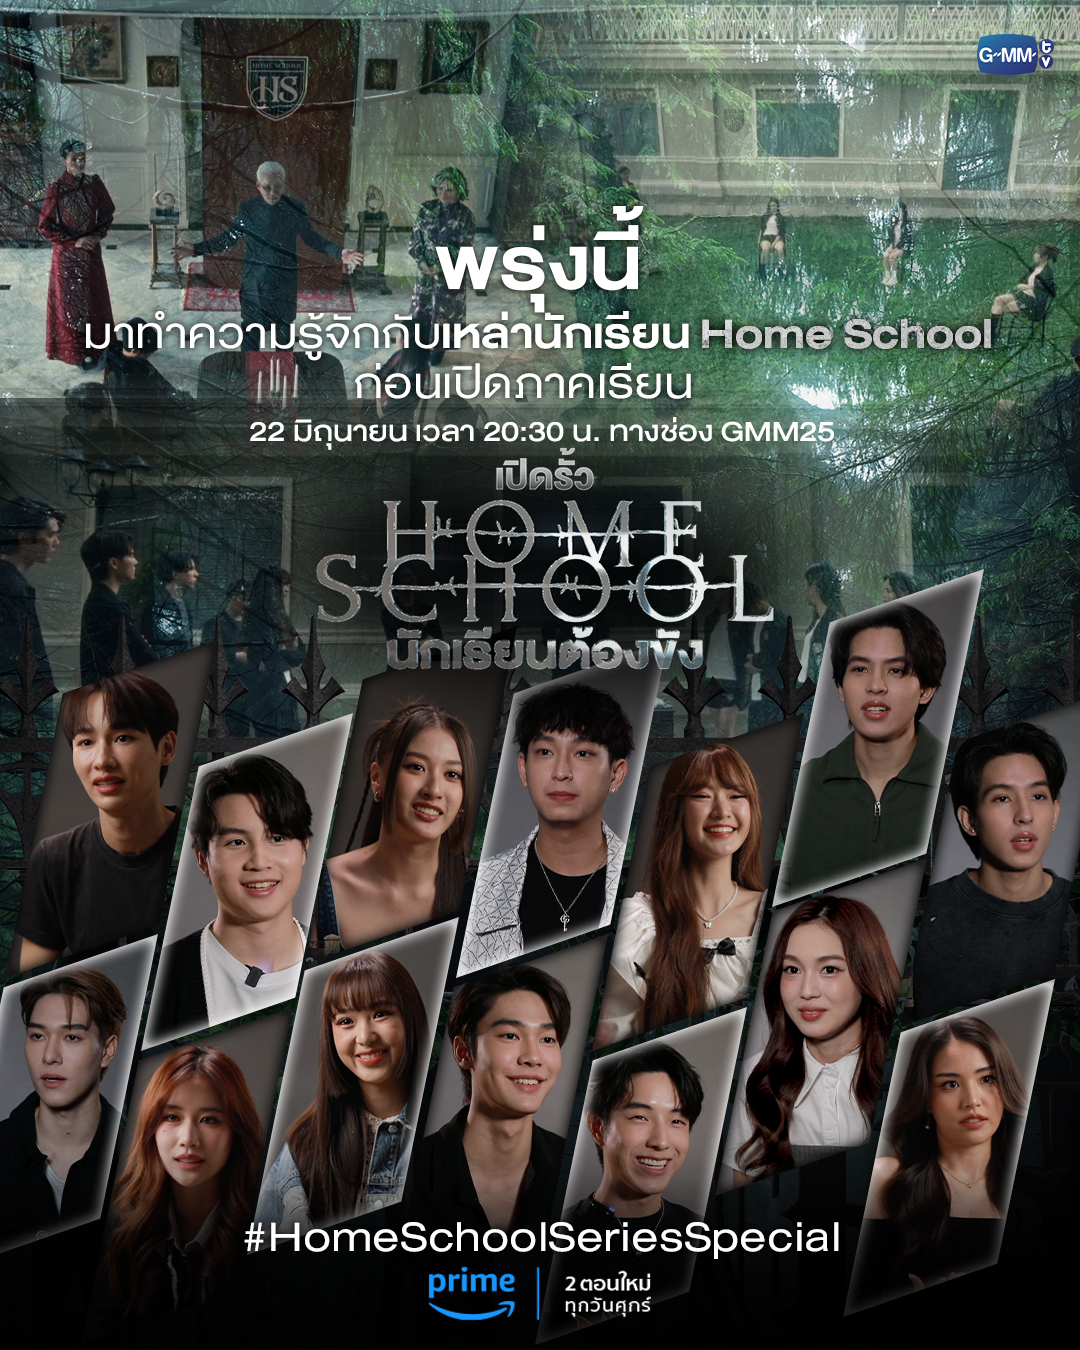 GMM
TV
HOME SCHOOL
HS
พรุ่งนี้
มาทำความรู้จักกับเหล่านักเรียน Home School
ก่อนเปิดภาคเรียน
22 มิถุนายน เวลา 20:30 น. ทางช่อง GMM25
เปิดรั้ว
HOME
SCHOOL
นักเรียนต้องขัง
#HomeSchoolSeriesSpecial
prime
2 ตอนใหม่
ทุกวันศุกร์